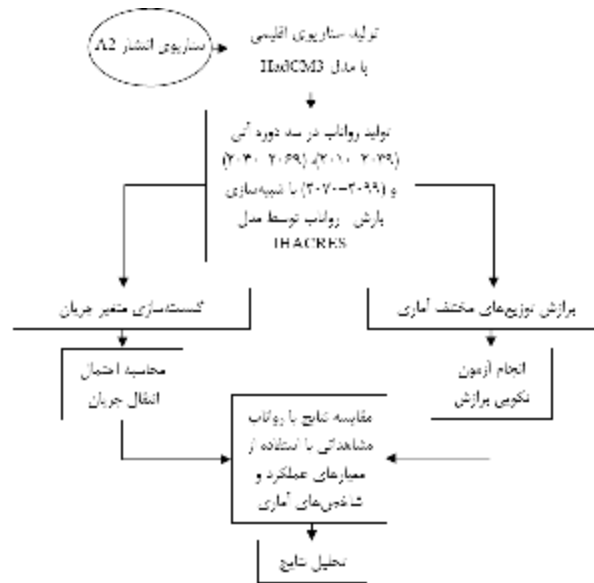 سناریوی انتشار A2
تولید سناریوی اقلیمی
با مدل HadCM3
تولید رواناب در سه دوره آتی
(۲۰۱۰-۲۰۳۹)، (۲۰۴۰-۲۰۶۹)
و (۲۰۷۰-۲۰۹۹) با شبیه‌سازی
بارش - رواناب توسط مدل
IHACRES
گسسته‌سازی متغیر جریان
برازش توزیع‌های مختلف آماری
محاسبه احتمال
انتقال جریان
انجام آزمون
نکویی برازش
مقایسه نتایج با رواناب
مشاهداتی با استفاده از
معیارهای عملکرد و
شاخص‌های آماری
تحلیل نتایج